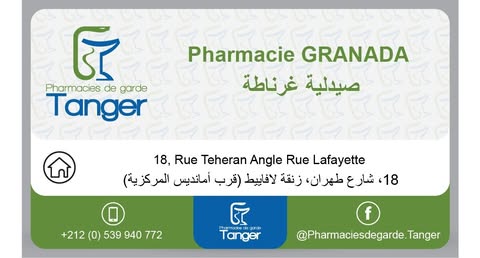 Pharmacies de garde
Tanger
Pharmacie GRANADA
صيدلية غرناطة
18, Rue Teheran Angle Rue Lafayette
18، شارع طهران، زنقة لافاييط (قرب أمانديس المركزية)
+212 (0) 539 940 772
Pharmacies de garde
Tanger
@Pharmaciesdegarde.Tanger